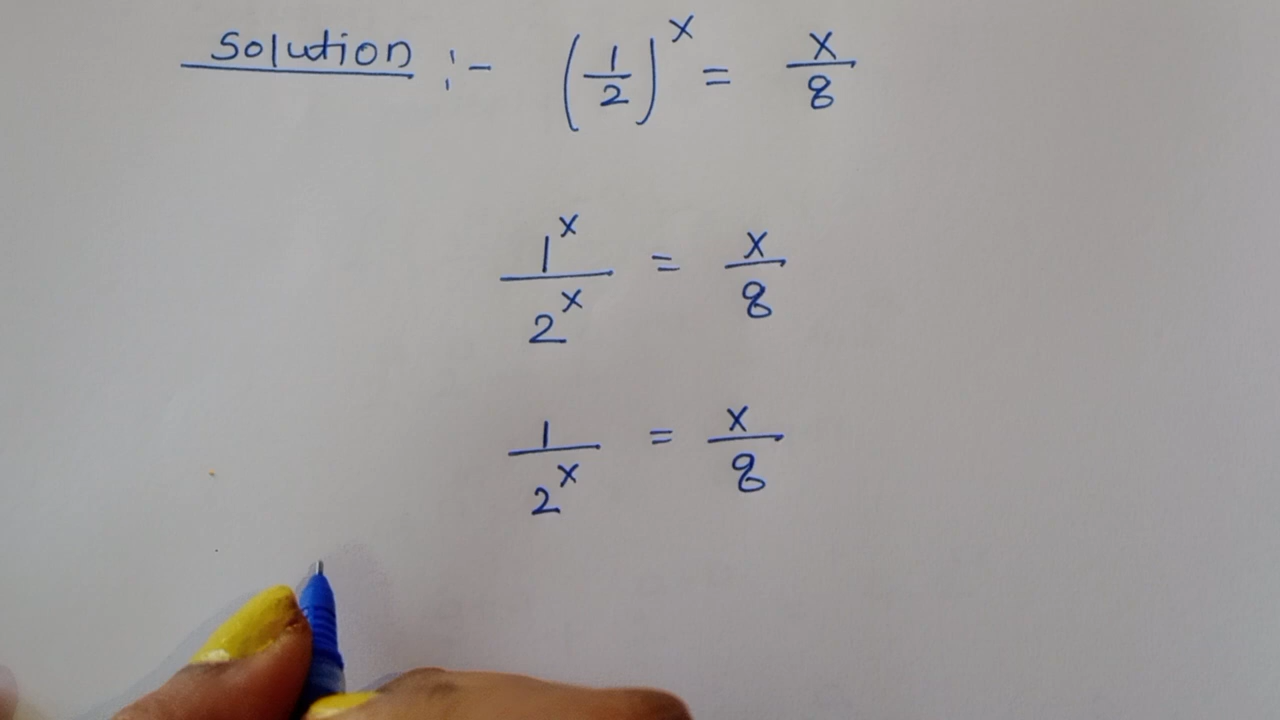 Solution :- (1/2)^x = x/8
1^x/2^x = x/8
1/2^x = x/8